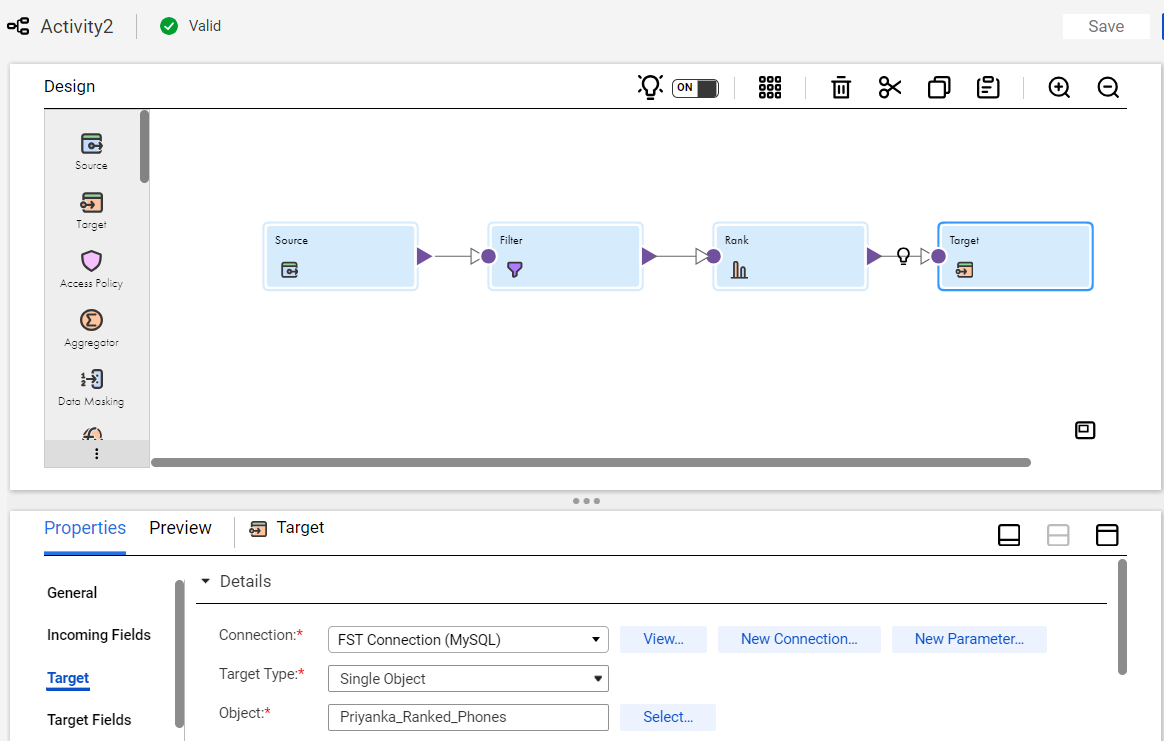 Activity2
Valid
Save
Design
ON
Source
Target
Access Policy
Aggregator
1
2
Data Masking
Source
Filter
Rank
Target
Properties
Preview
Target
General
Incoming Fields
Target
Target Fields
Details
Connection:*
FST Connection (MySQL)
View...
New Connection...
New Parameter...
Target Type:*
Single Object
Object:*
Priyanka_Ranked_Phones
Select...